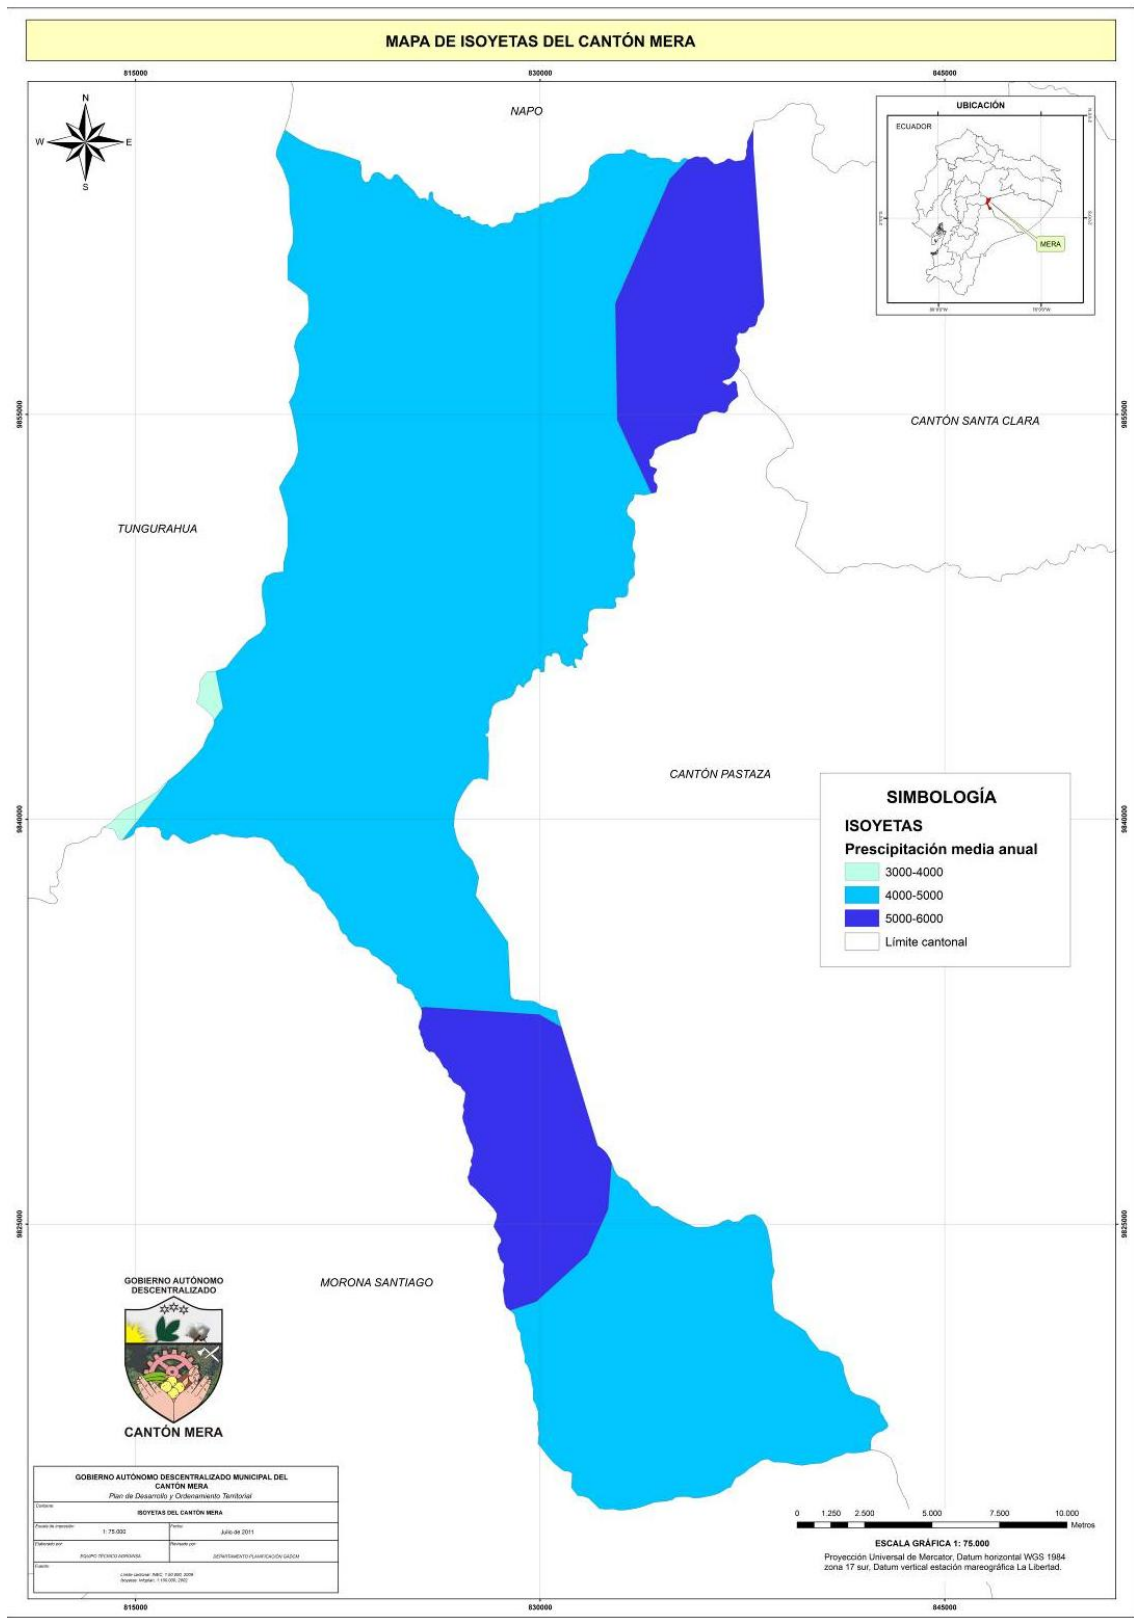 MAPA DE ISOYETAS DEL CANTÓN MERA
815000
830000
845000
N
W
E
S
NAPO
UBICACIÓN
ECUADOR
MERA
9855000
9855000
CANTÓN SANTA CLARA
TUNGURAHUA
CANTÓN PASTAZA
SIMBOLOGÍA
ISOYETAS
Prescipitación media anual
3000-4000
4000-5000
5000-6000
Límite cantonal
9840000
9840000
9825000
9825000
MORONA SANTIAGO
GOBIERNO AUTÓNOMO
DESCENTRALIZADO
CANTÓN MERA
GOBIERNO AUTÓNOMO DESCENTRALIZADO MUNICIPAL DEL
CANTÓN MERA
Plan de Desarrollo y Ordenamiento Territorial
ISOYETAS DEL CANTÓN MERA
1: 75.000
Julio de 2011
DEPARTAMENTO PLANIFICACIÓN GADCM
0 1.250 2.500 5.000 7.500 10.000
Metros
ESCALA GRÁFICA 1: 75.000
Proyección Universal de Mercator, Datum horizontal WGS 1984
zona 17 sur, Datum vertical estación mareográfica La Libertad.
815000
830000
845000